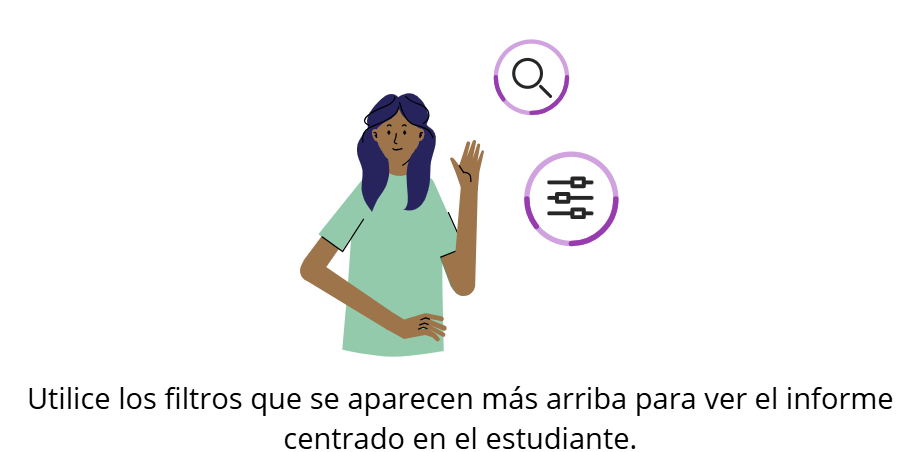 Utilice los filtros que se aparecen más arriba para ver el informe
centrado en el estudiante.